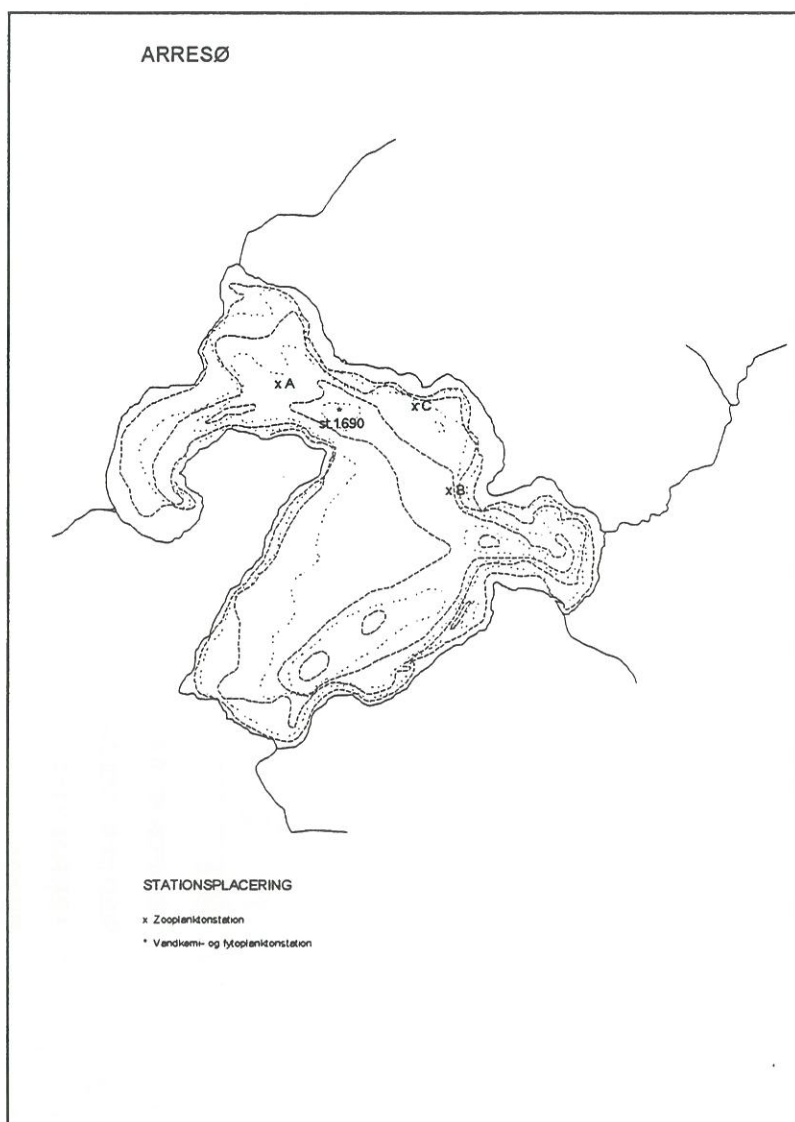 ARRESØ
x A
x C
*
st.1690
x B
STATIONSPLACERING
x Zooplanktonstation
* Vandkemi- og fytoplanktonstation